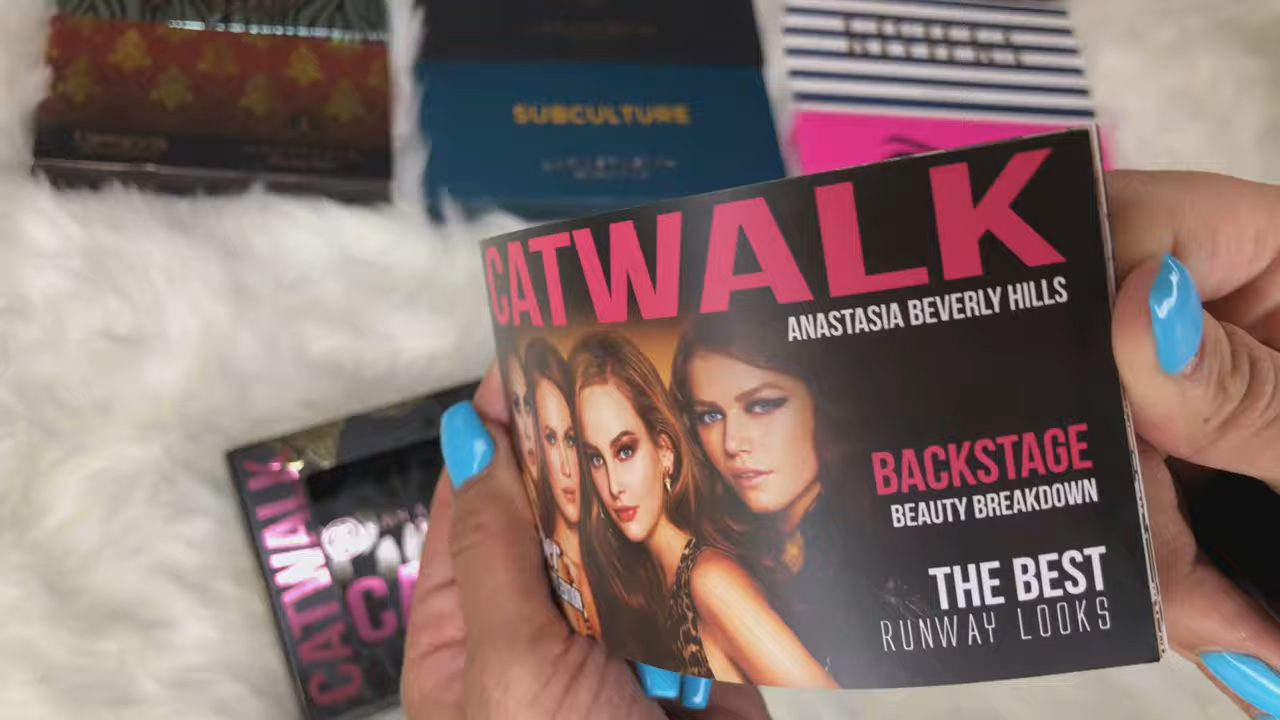 SUBCULTURE
CATWALK
ANASTASIA BEVERLY HILLS
BACKSTAGE
BEAUTY BREAKDOWN
THE BEST
RUNWAY LOOKS
CATWALK